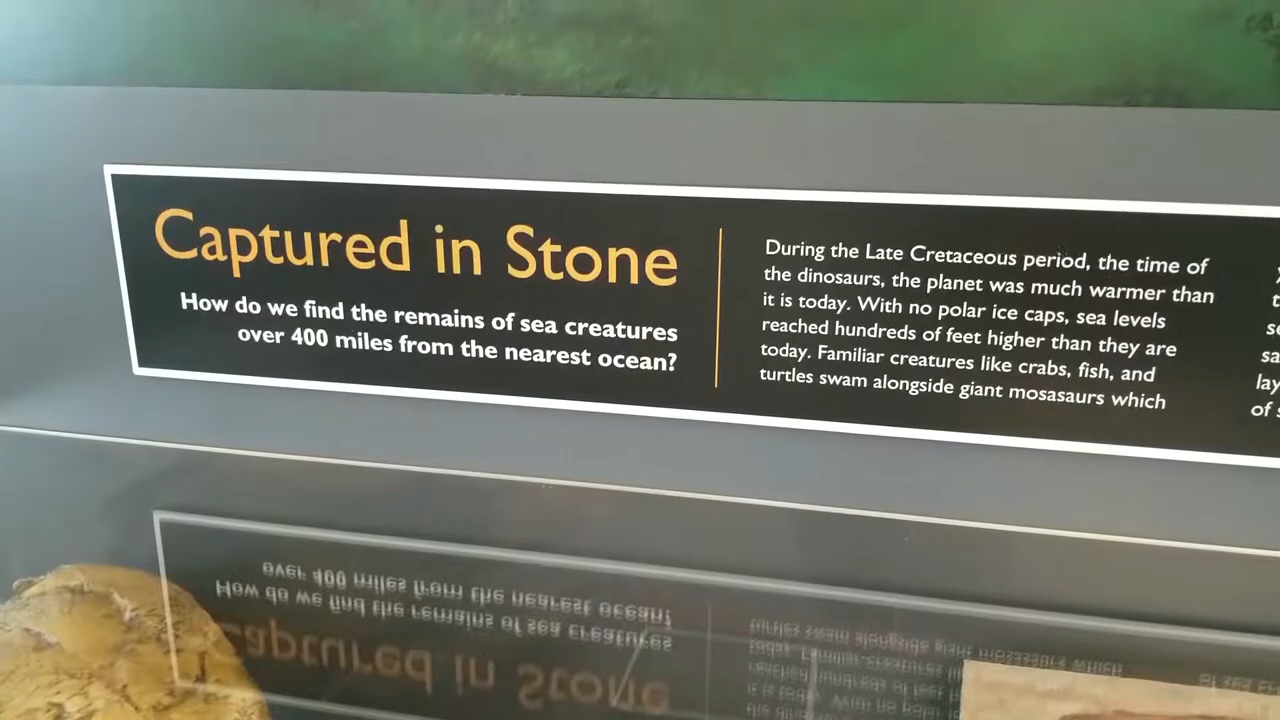 Captured in Stone
How do we find the remains of sea creatures
over 400 miles from the nearest ocean?
During the Late Cretaceous period, the time of
the dinosaurs, the planet was much warmer than
it is today. With no polar ice caps, sea levels
reached hundreds of feet higher than they are
today. Familiar creatures like crabs, fish, and
turtles swam alongside giant mosasaurs which